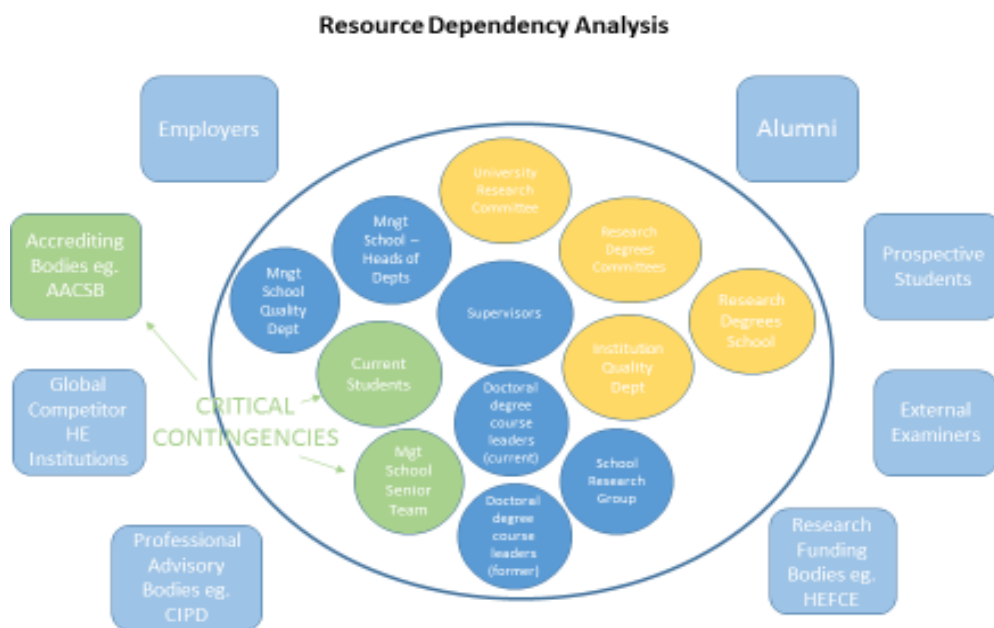 Resource Dependency Analysis
Employers
Alumni
University
Research
Committee
Mngt
School –
Heads of
Depts
Research
Degrees
Committees
Accrediting
Bodies eg.
AACSB
Prospective
Students
Mngt
School
Quality
Dept
Supervisors
Research
Degrees
School
Current
Students
Institution
Quality
Dept
Global
Competitor
HE
Institutions
CRITICAL
CONTINGENCIES
Doctoral
degree
course
leaders
(current)
External
Examiners
Mgt
School
Senior
Team
School
Research
Group
Doctoral
degree
course
leaders
(former)
Professional
Advisory
Bodies eg.
CIPD
Research
Funding
Bodies eg.
HEFCE